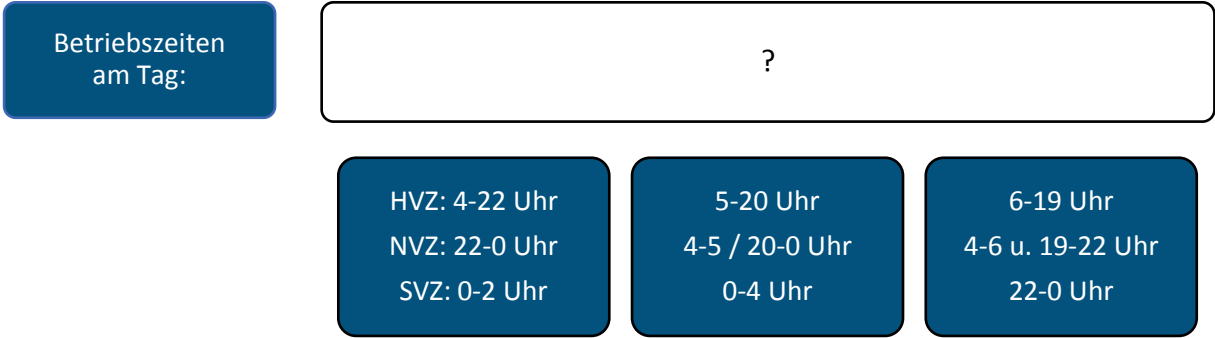 Betriebszeiten
am Tag:
?
HVZ: 4-22 Uhr
NVZ: 22-0 Uhr
SVZ: 0-2 Uhr
5-20 Uhr
4-5 / 20-0 Uhr
0-4 Uhr
6-19 Uhr
4-6 u. 19-22 Uhr
22-0 Uhr